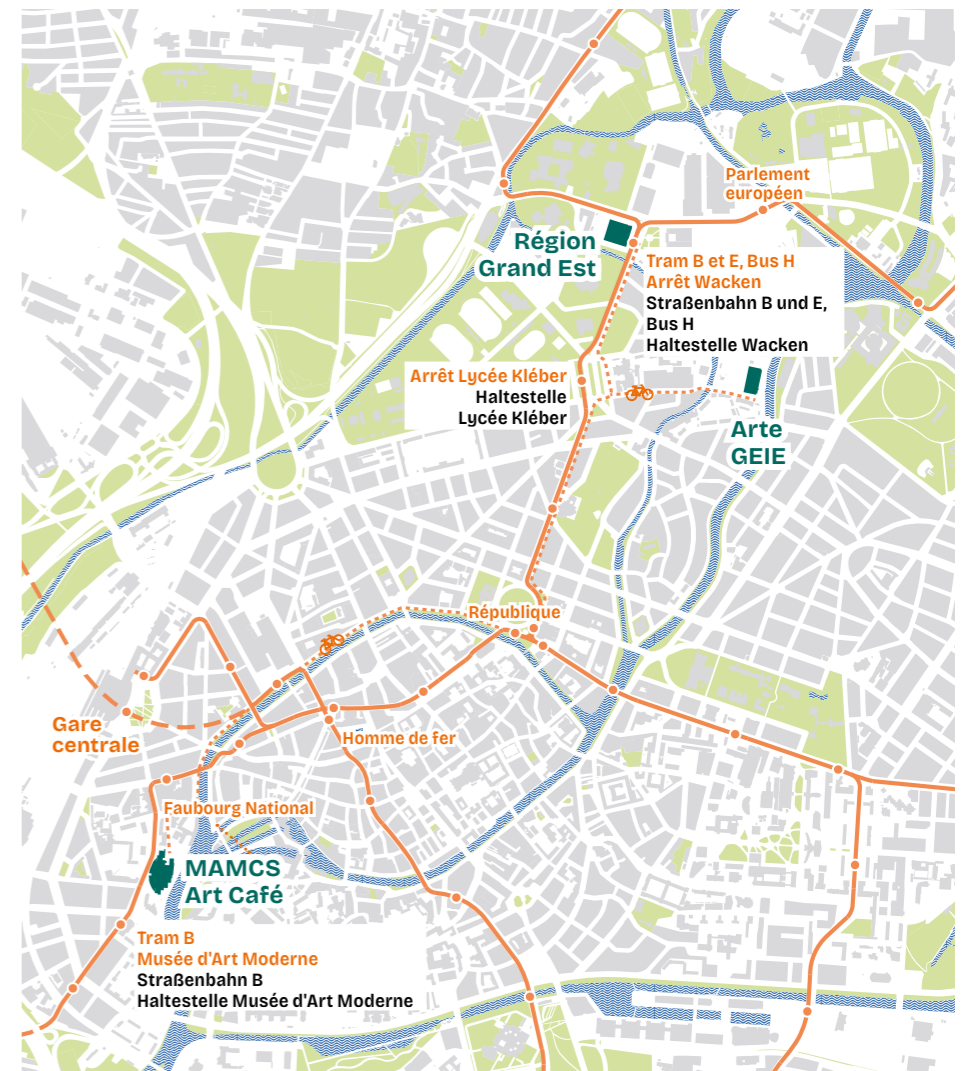 Parlement
européen
Région
Grand Est
Tram B et E, Bus H
Arrêt Wacken
Straßenbahn B und E,
Bus H
Haltestelle Wacken
Arrêt Lycée Kléber
Haltestelle
Lycée Kléber
Arte
GEIE
République
Gare
centrale
Homme de fer
Faubourg National
MAMCS
Art Café
Tram B
Musée d'Art Moderne
Straßenbahn B
Haltestelle Musée d'Art Moderne